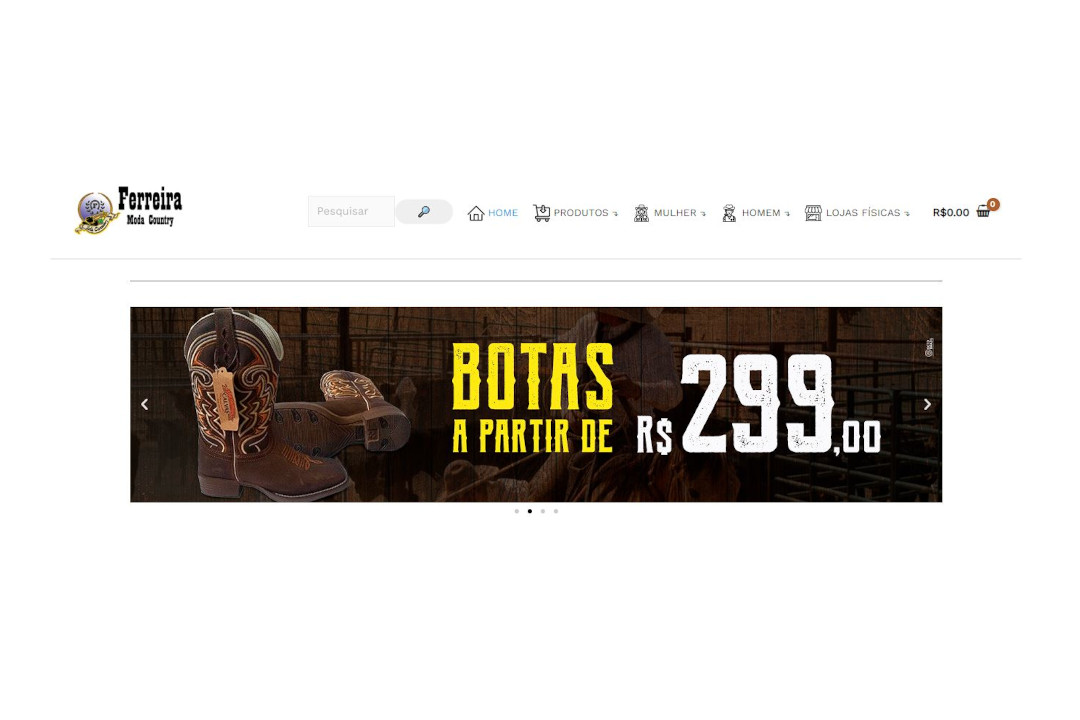 Ferreira
Moda Country
Pesquisar
HOME
PRODUTOS
MULHER
HOMEM
LOJAS FÍSICAS
R$0.00
0
BOTAS
A PARTIR DE
R$299,00